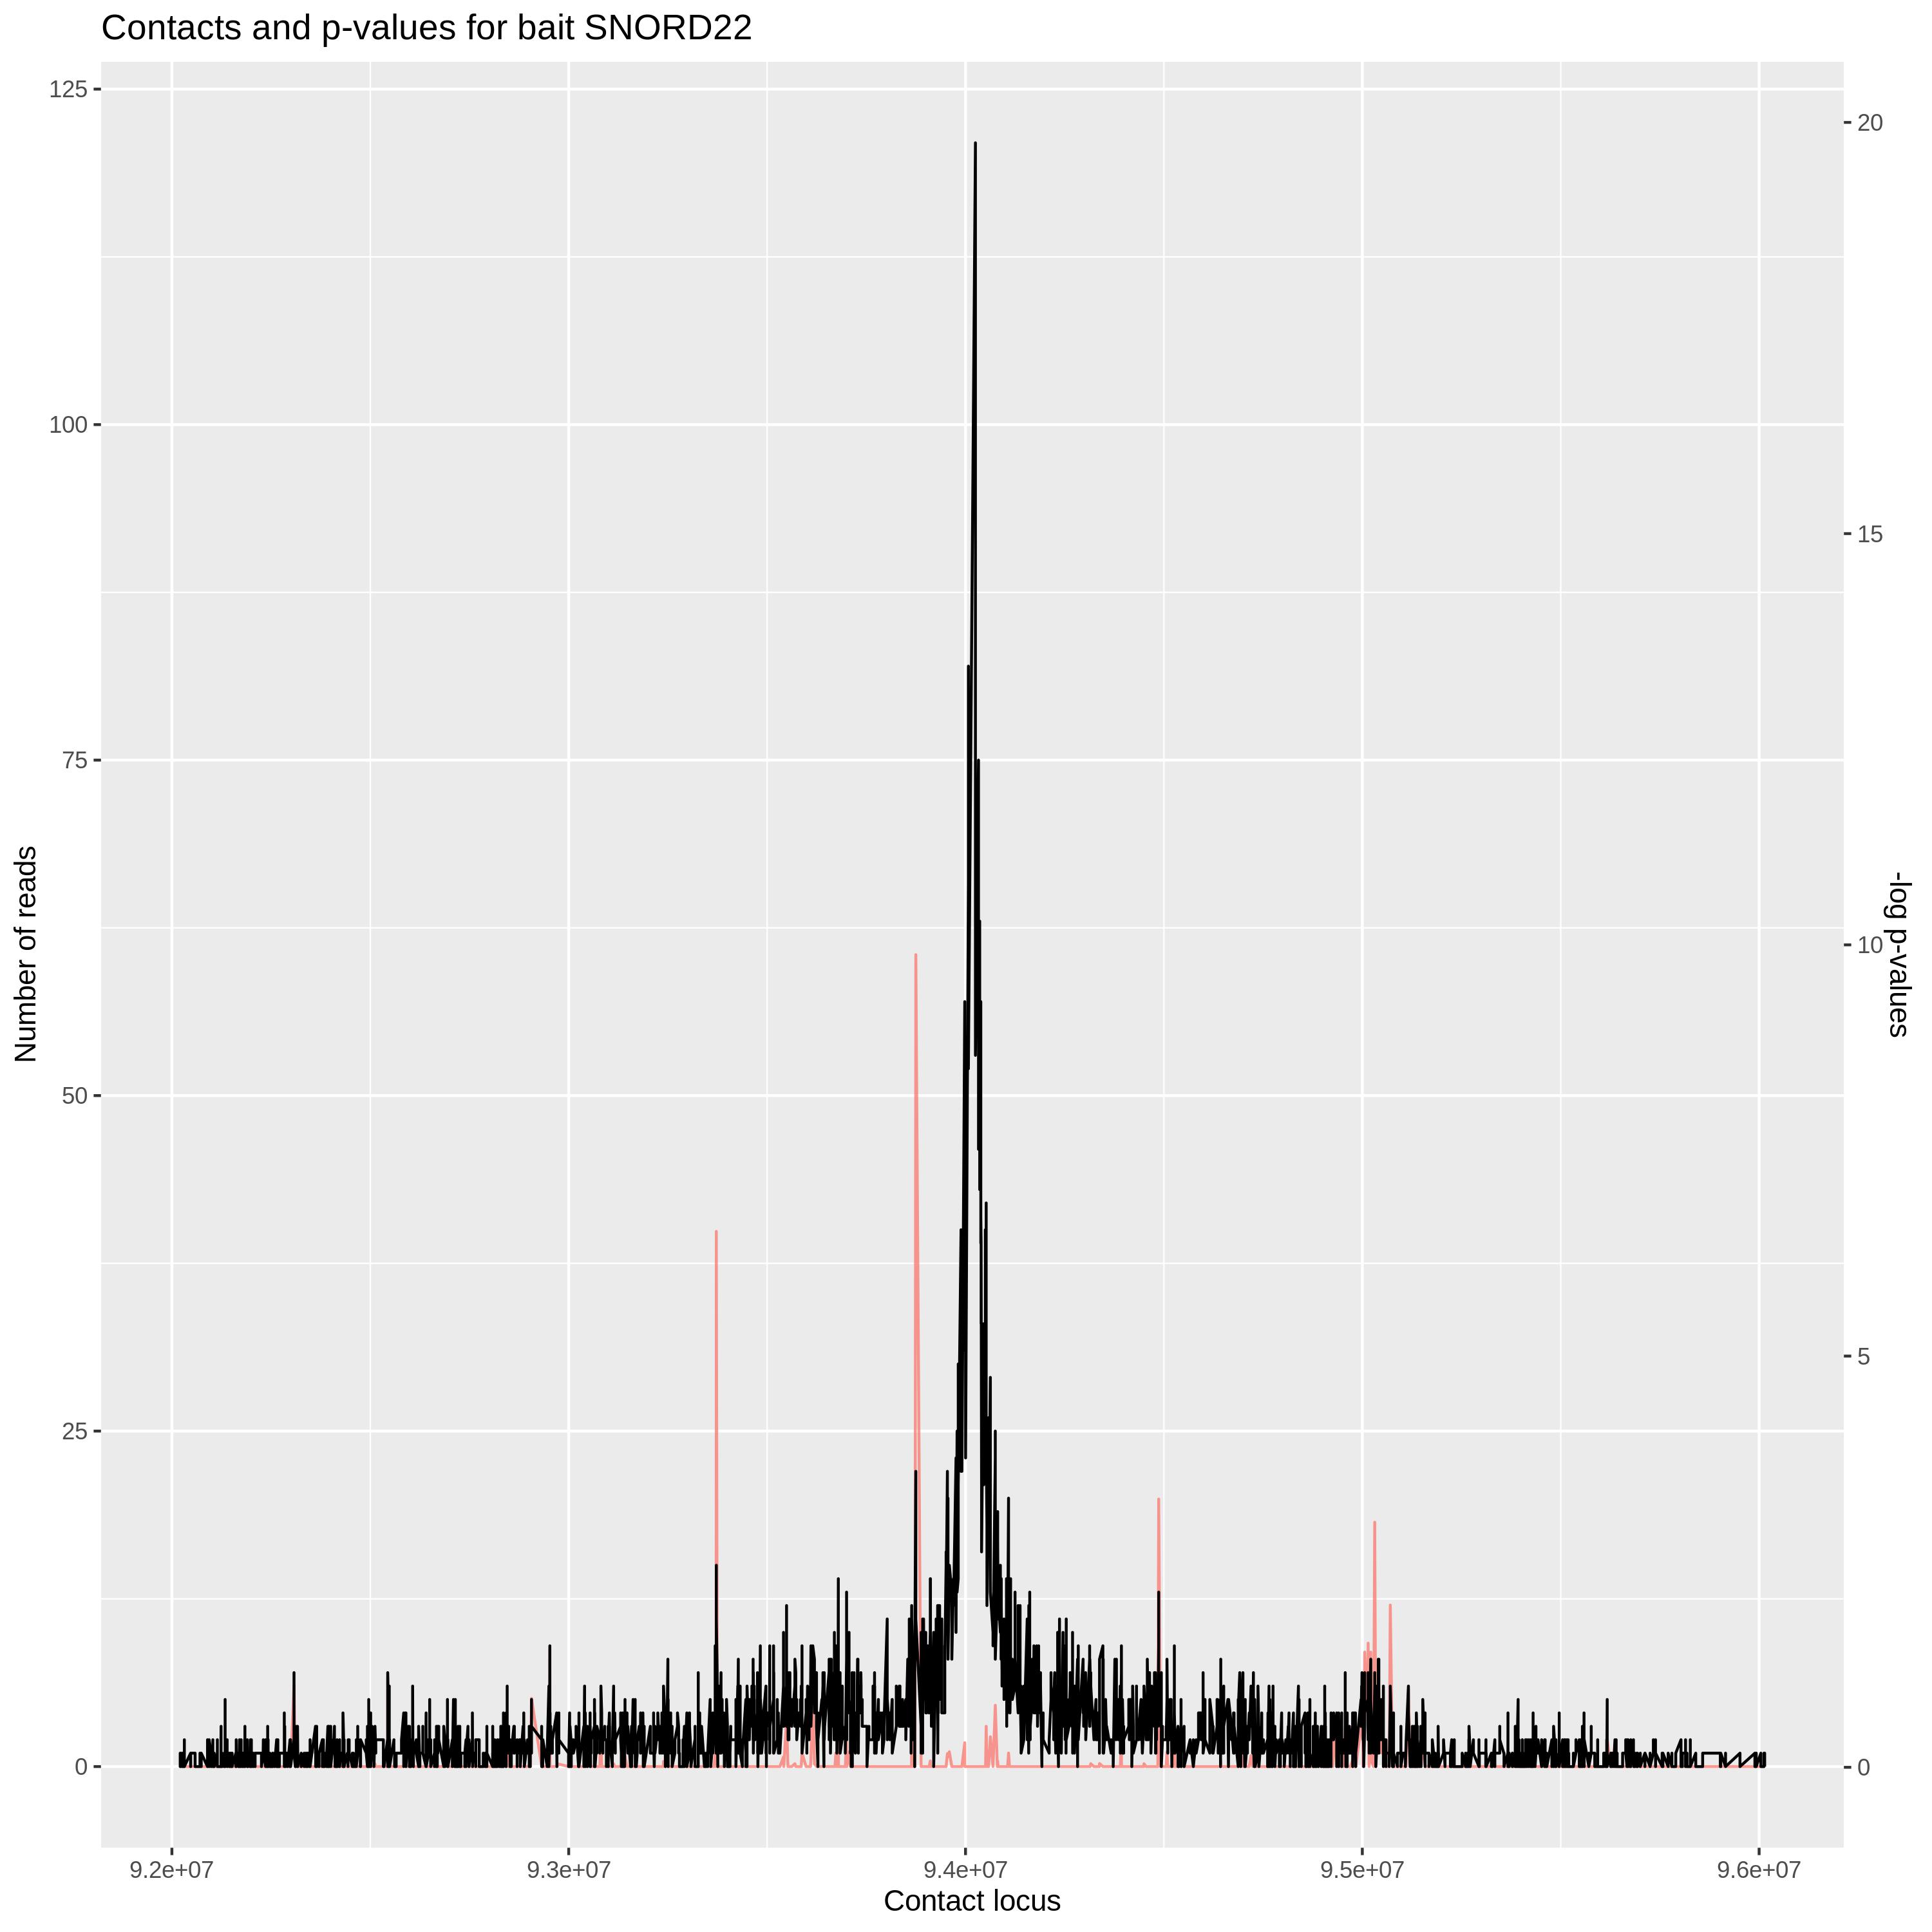 Contacts and p-values for bait SNORD22
125
100
75
50
25
0
Number of reads
20
15
10
5
0
-log p-values
9.2e+07
9.3e+07
9.4e+07
9.5e+07
9.6e+07
Contact locus